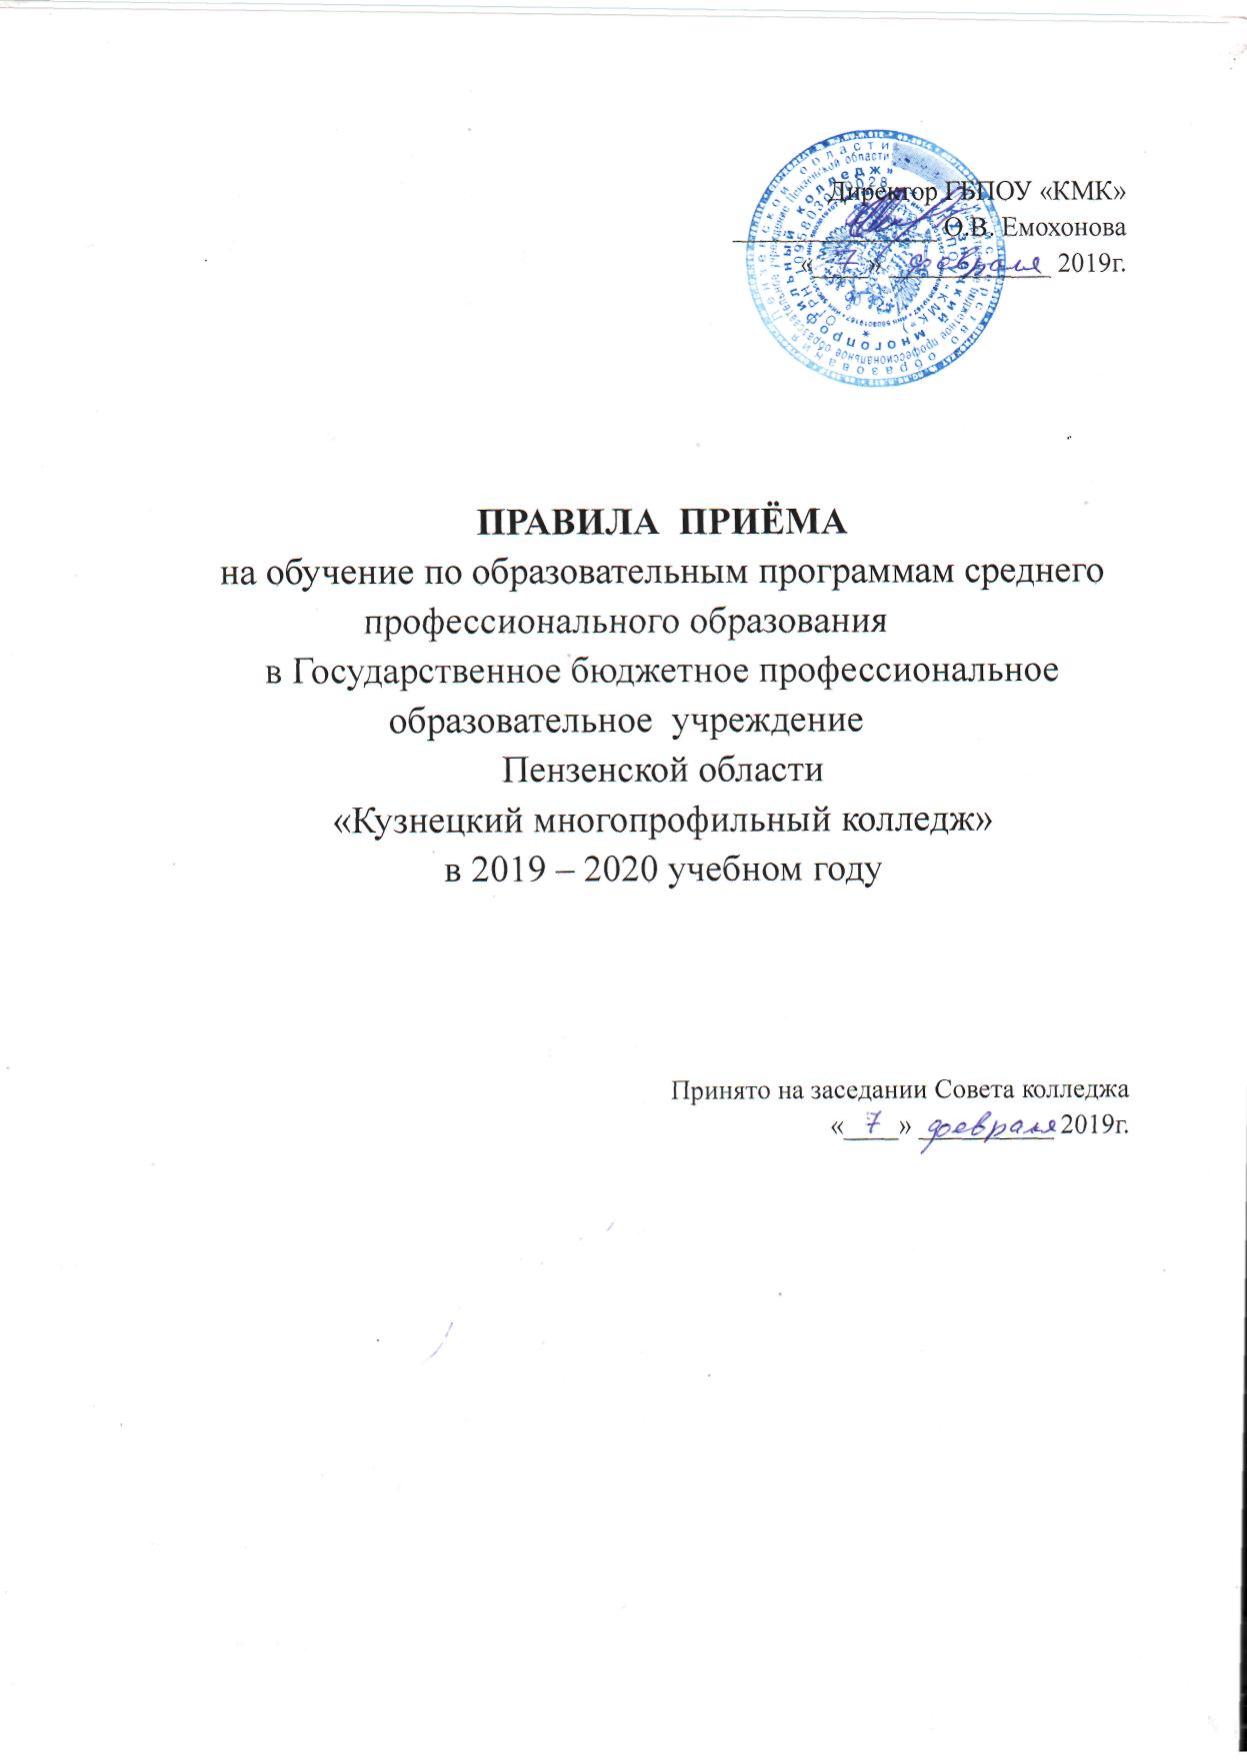 Директор ГБПОУ «КМК»
О.В. Емохонова
« 7 » февраля 2019г.
ПРАВИЛА ПРИЁМА
на обучение по образовательным программам среднего
профессионального образования
в Государственное бюджетное профессиональное
образовательное учреждение
Пензенской области
«Кузнецкий многопрофильный колледж»
в 2019 – 2020 учебном году
Принято на заседании Совета колледжа
« 7 » февраля 2019г.